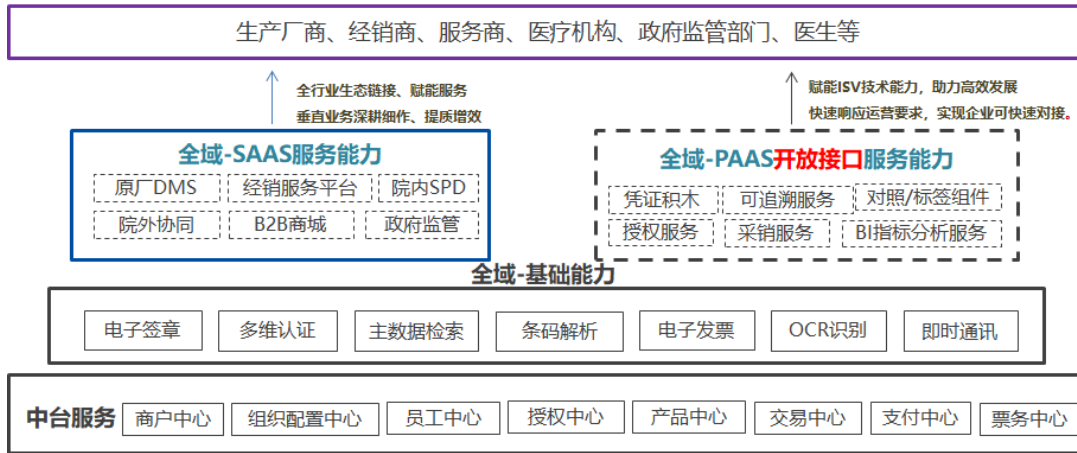 生产厂商、经销商、服务商、医疗机构、政府监管部门、医生等
全行业生态链接、赋能服务
垂直业务深耕细作、提质增效
赋能ISV技术能力，助力高效发展
快速响应运营要求，实现企业可快速对接。
全域-SAAS服务能力
原厂DMS 经销服务平台 院内SPD
院外协同 B2B商城 政府监管
全域-PAAS开放接口服务能力
凭证积木 可追溯服务 对照/标签组件
授权服务 采销服务 BI指标分析服务
全域-基础能力
电子签章 多维认证 主数据检索 条码解析 电子发票 OCR识别 即时通讯
中台服务 商户中心 组织配置中心 员工中心 授权中心 产品中心 交易中心 支付中心 票务中心